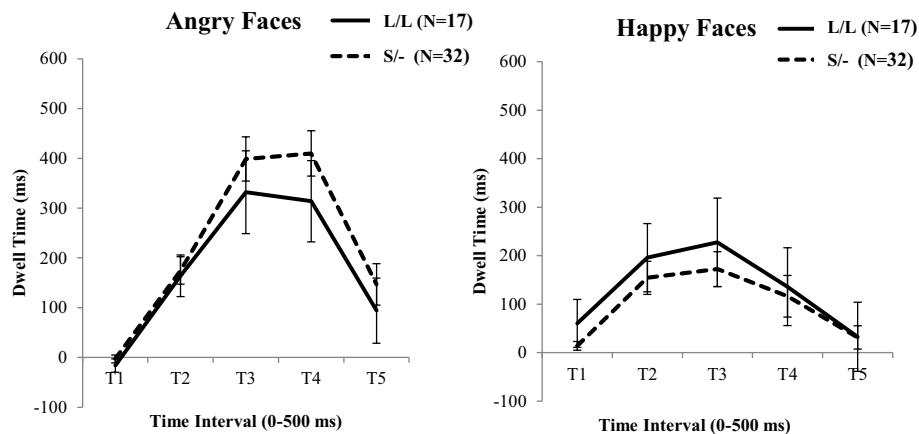 Angry Faces
L/L (N=17)
S/- (N=32)
600
500
400
300
200
100
0
-100
Dwell Time (ms)
T1 T2 T3 T4 T5
Time Interval (0-500 ms)
Happy Faces
L/L (N=17)
S/- (N=32)
600
500
400
300
200
100
0
-100
Dwell Time (ms)
T1 T2 T3 T4 T5
Time Interval (0-500 ms)